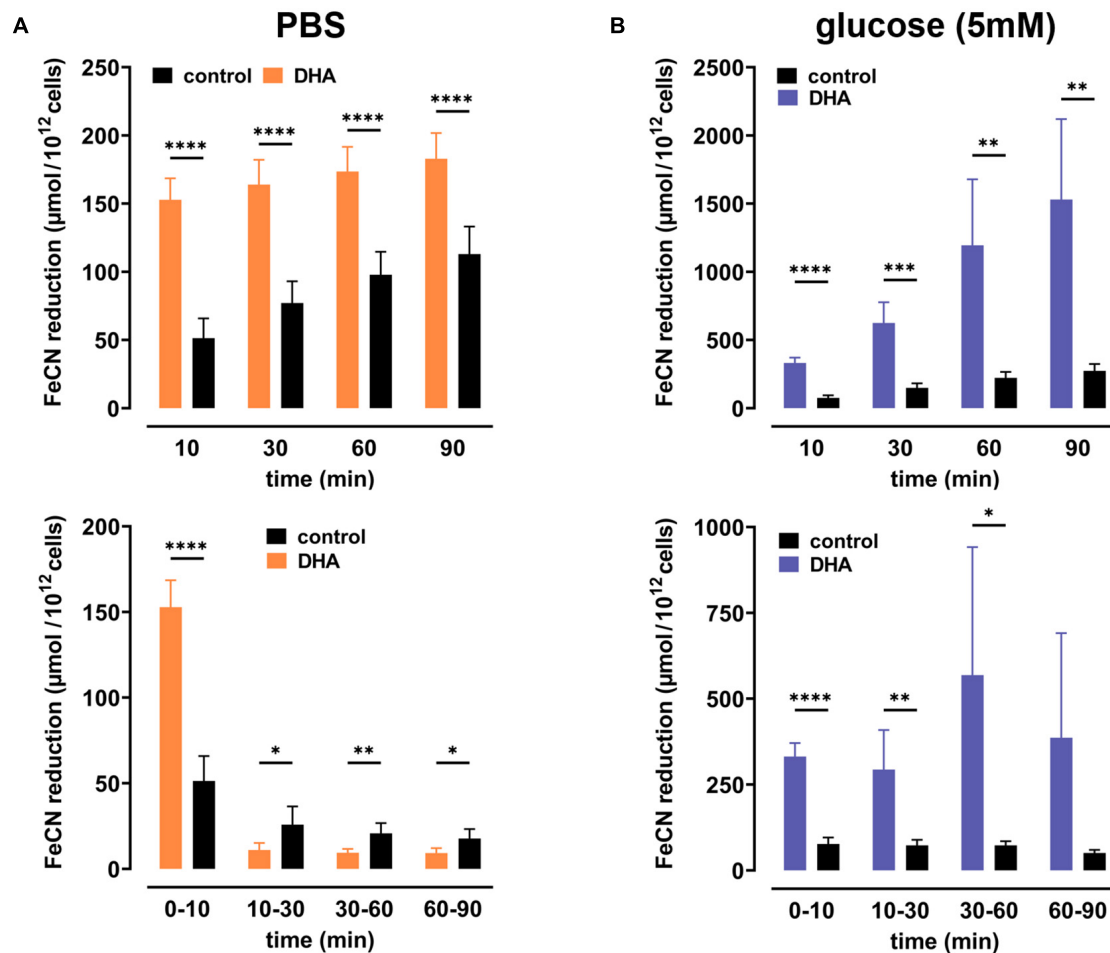 A
PBS
FeCN reduction (µmol / 10¹² cells)
250
200
150
100
50
0
control
DHA
****
****
****
****
10
30
60
90
time (min)
B
glucose (5mM)
FeCN reduction (µmol / 10¹² cells)
2500
2000
1500
1000
500
0
control
DHA
****
***
**
**
10
30
60
90
time (min)
FeCN reduction (µmol / 10¹² cells)
200
150
100
50
0
control
DHA
****
*
**
*
0-10
10-30
30-60
60-90
time (min)
FeCN reduction (µmol / 10¹² cells)
1000
750
500
250
0
control
DHA
****
**
*
0-10
10-30
30-60
60-90
time (min)